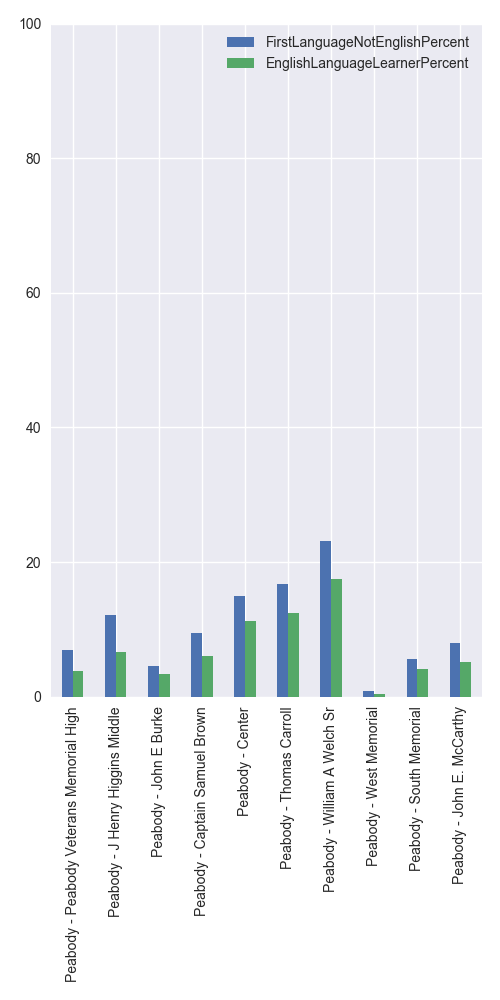 FirstLanguageNotEnglishPercent
EnglishLanguageLearnerPercent
100
80
60
40
20
0
Peabody - Peabody Veterans Memorial High
Peabody - J Henry Higgins Middle
Peabody - John E Burke
Peabody - Captain Samuel Brown
Peabody - Center
Peabody - Thomas Carroll
Peabody - William A Welch Sr
Peabody - West Memorial
Peabody - South Memorial
Peabody - John E. McCarthy